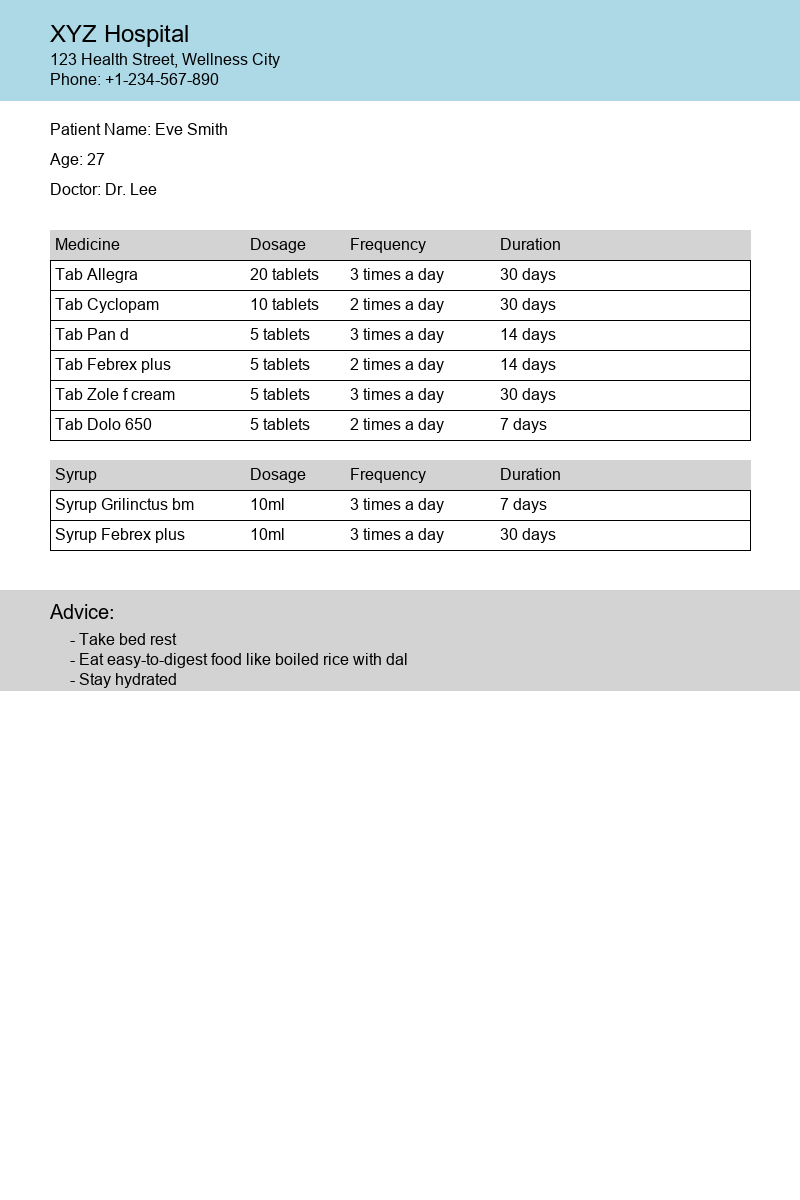 XYZ Hospital
123 Health Street, Wellness City
Phone: +1-234-567-890
Patient Name: Eve Smith
Age: 27
Doctor: Dr. Lee
Medicine Dosage Frequency Duration
Tab Allegra 20 tablets 3 times a day 30 days
Tab Cyclopam 10 tablets 2 times a day 30 days
Tab Pan d 5 tablets 3 times a day 14 days
Tab Febrex plus 5 tablets 2 times a day 14 days
Tab Zole f cream 5 tablets 3 times a day 30 days
Tab Dolo 650 5 tablets 2 times a day 7 days
Syrup Dosage Frequency Duration
Syrup Grilinctus bm 10ml 3 times a day 7 days
Syrup Febrex plus 10ml 3 times a day 30 days
Advice:
- Take bed rest
- Eat easy-to-digest food like boiled rice with dal
- Stay hydrated